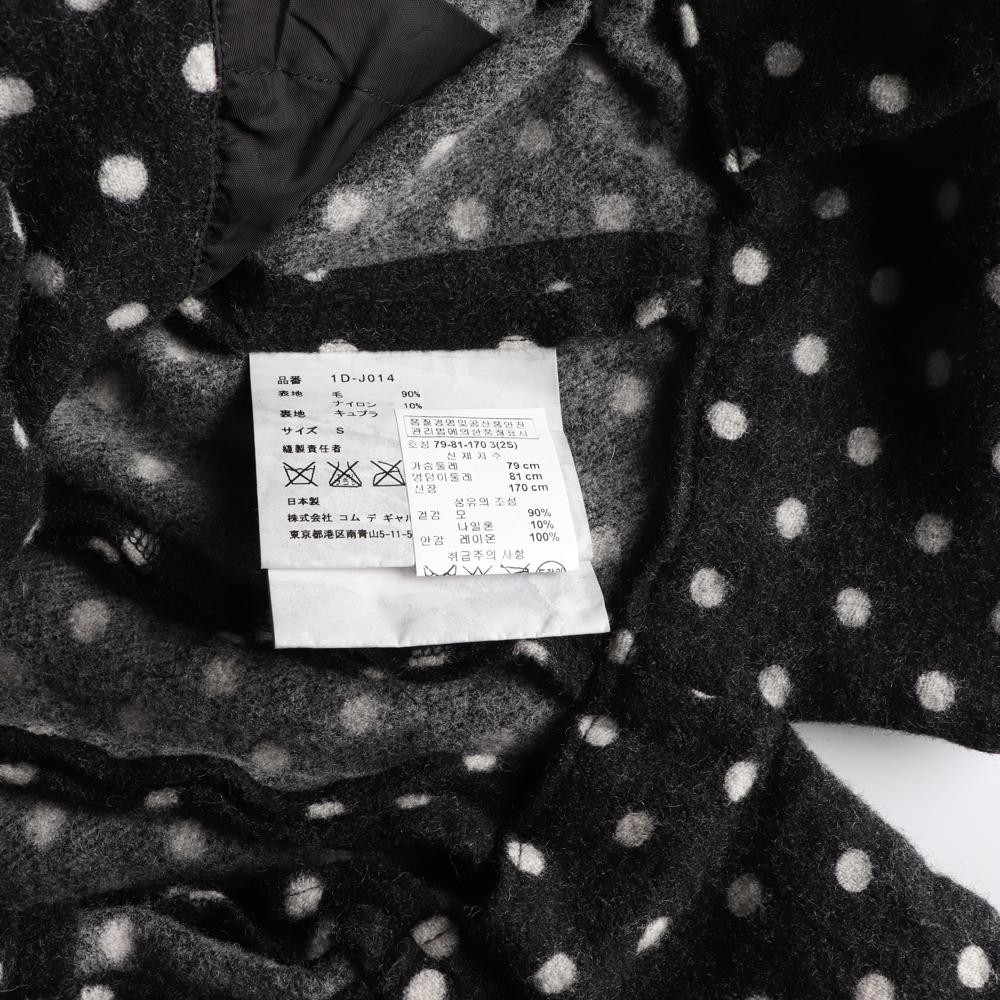 品番 1D-J014
表地 毛 90%
ナイロン 10%
裏地 キュプラ
サイズ S
縫製責任者
日本製
株式会社 コム デ ギャル
東京都港区南青山5-11-5
품질경영및공산품안전
관리법에의한품질표시
호칭 79-81-170 3(2S)
신체치수
가슴둘레 79 cm
엉덩이둘레 81 cm
신장 170 cm
섬유의 조성
겉감 모 90%
나일론 10%
안감 레이온 100%
취급주의 사항